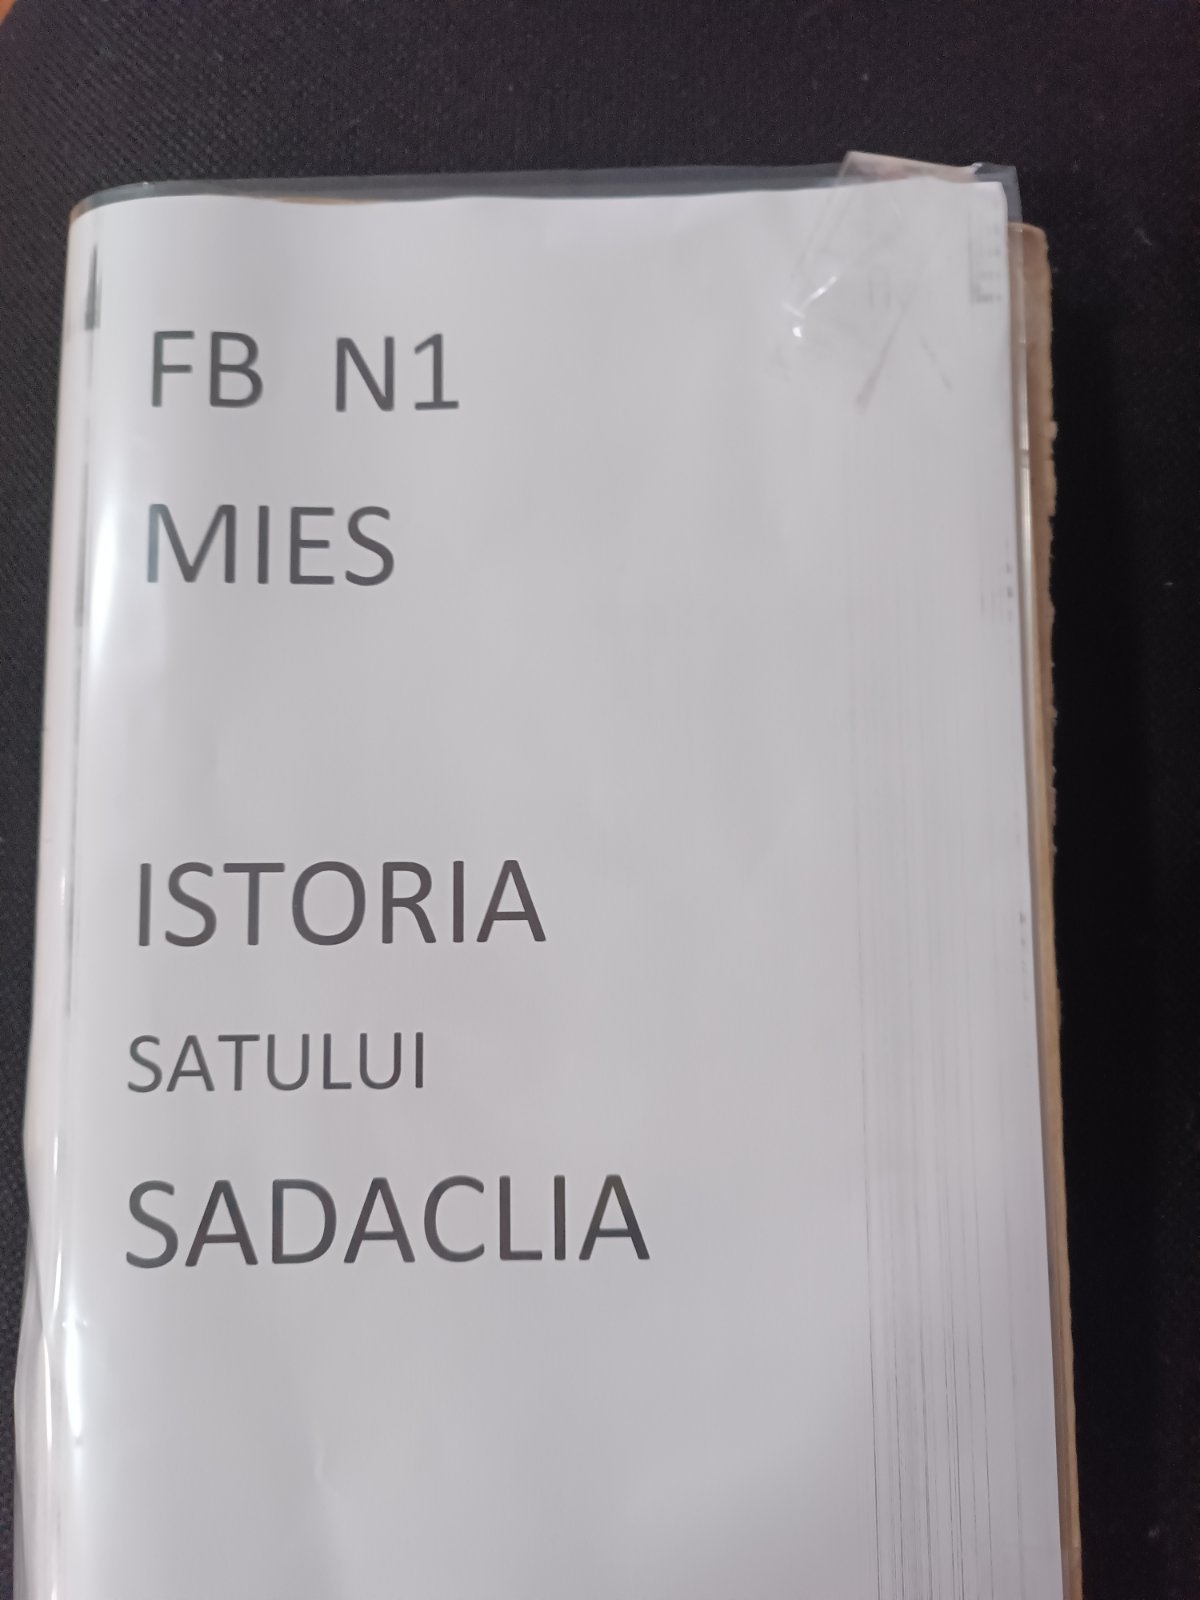 FB N1
MIES
ISTORIA
SATULUI
SADACLIA